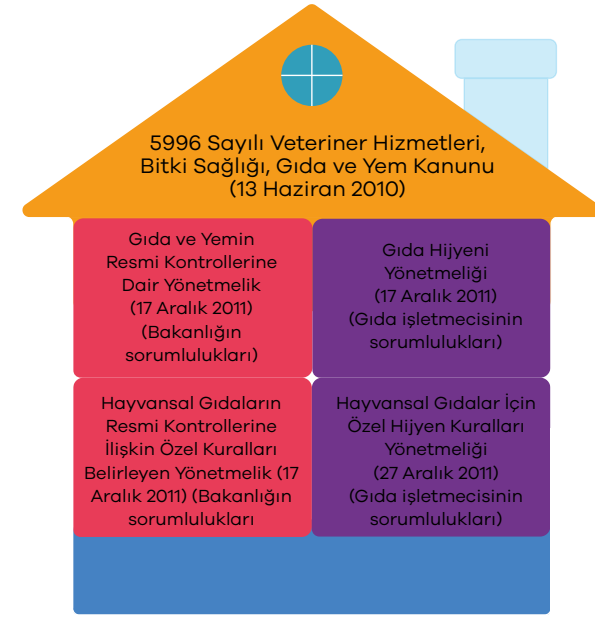 5996 Sayılı Veteriner Hizmetleri,
Bitki Sağlığı, Gıda ve Yem Kanunu
(13 Haziran 2010)
Gıda ve Yemin
Resmi Kontrollerine
Dair Yönetmelik
(17 Aralık 2011)
(Bakanlığın
sorumlulukları)
Gıda Hijyeni
Yönetmeliği
(17 Aralık 2011)
(Gıda işletmecisinin
sorumlulukları)
Hayvansal Gıdaların
Resmi Kontrollerine
İlişkin Özel Kuralları
Belirleyen Yönetmelik (17
Aralık 2011) (Bakanlığın
sorumlulukları
Hayvansal Gıdalar İçin
Özel Hijyen Kuralları
Yönetmeliği
(27 Aralık 2011)
(Gıda işletmecisinin
sorumlulukları)